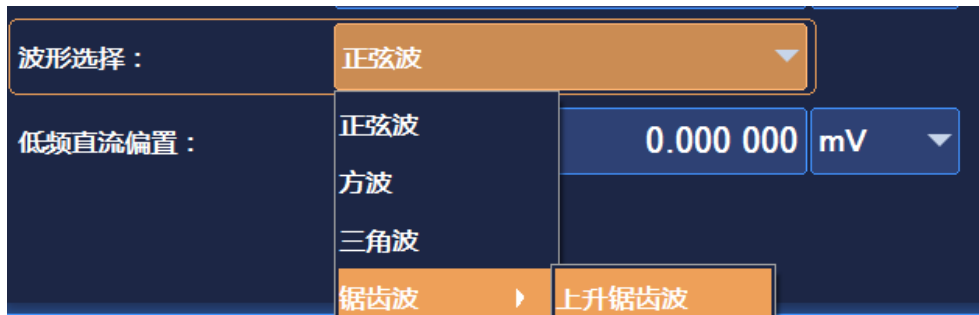 波形选择： 正弦波
正弦波
低频直流偏置： 0.000 000 mV
方波
三角波
锯齿波 上升锯齿波